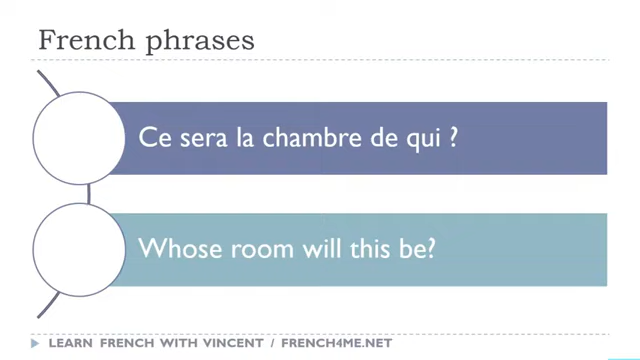 French phrases
Ce sera la chambre de qui ?
Whose room will this be?
LEARN FRENCH WITH VINCENT / FRENCH4ME.NET